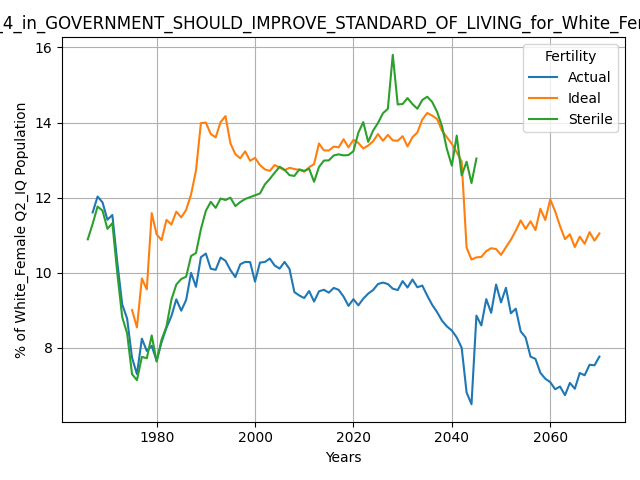 _4_in_GOVERNMENT_SHOULD_IMPROVE_STANDARD_OF_LIVING_for_White_Fer
Fertility
Actual
Ideal
Sterile
% of White_Female Q2_IQ Population
16
14
12
10
8
1980
2000
2020
2040
2060
Years